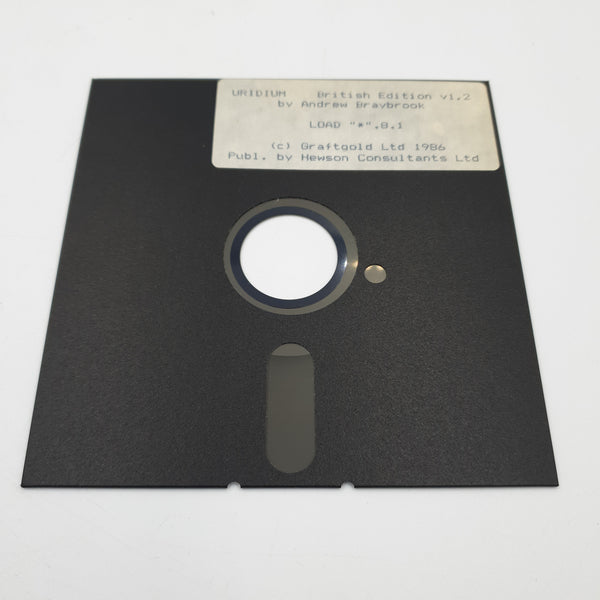 URIDIUM British Edition v1.2
by Andrew Braybrook
LOAD "*",8,1
(c) Graftgold Ltd 1986
Publ. by Hewson Consultants Ltd